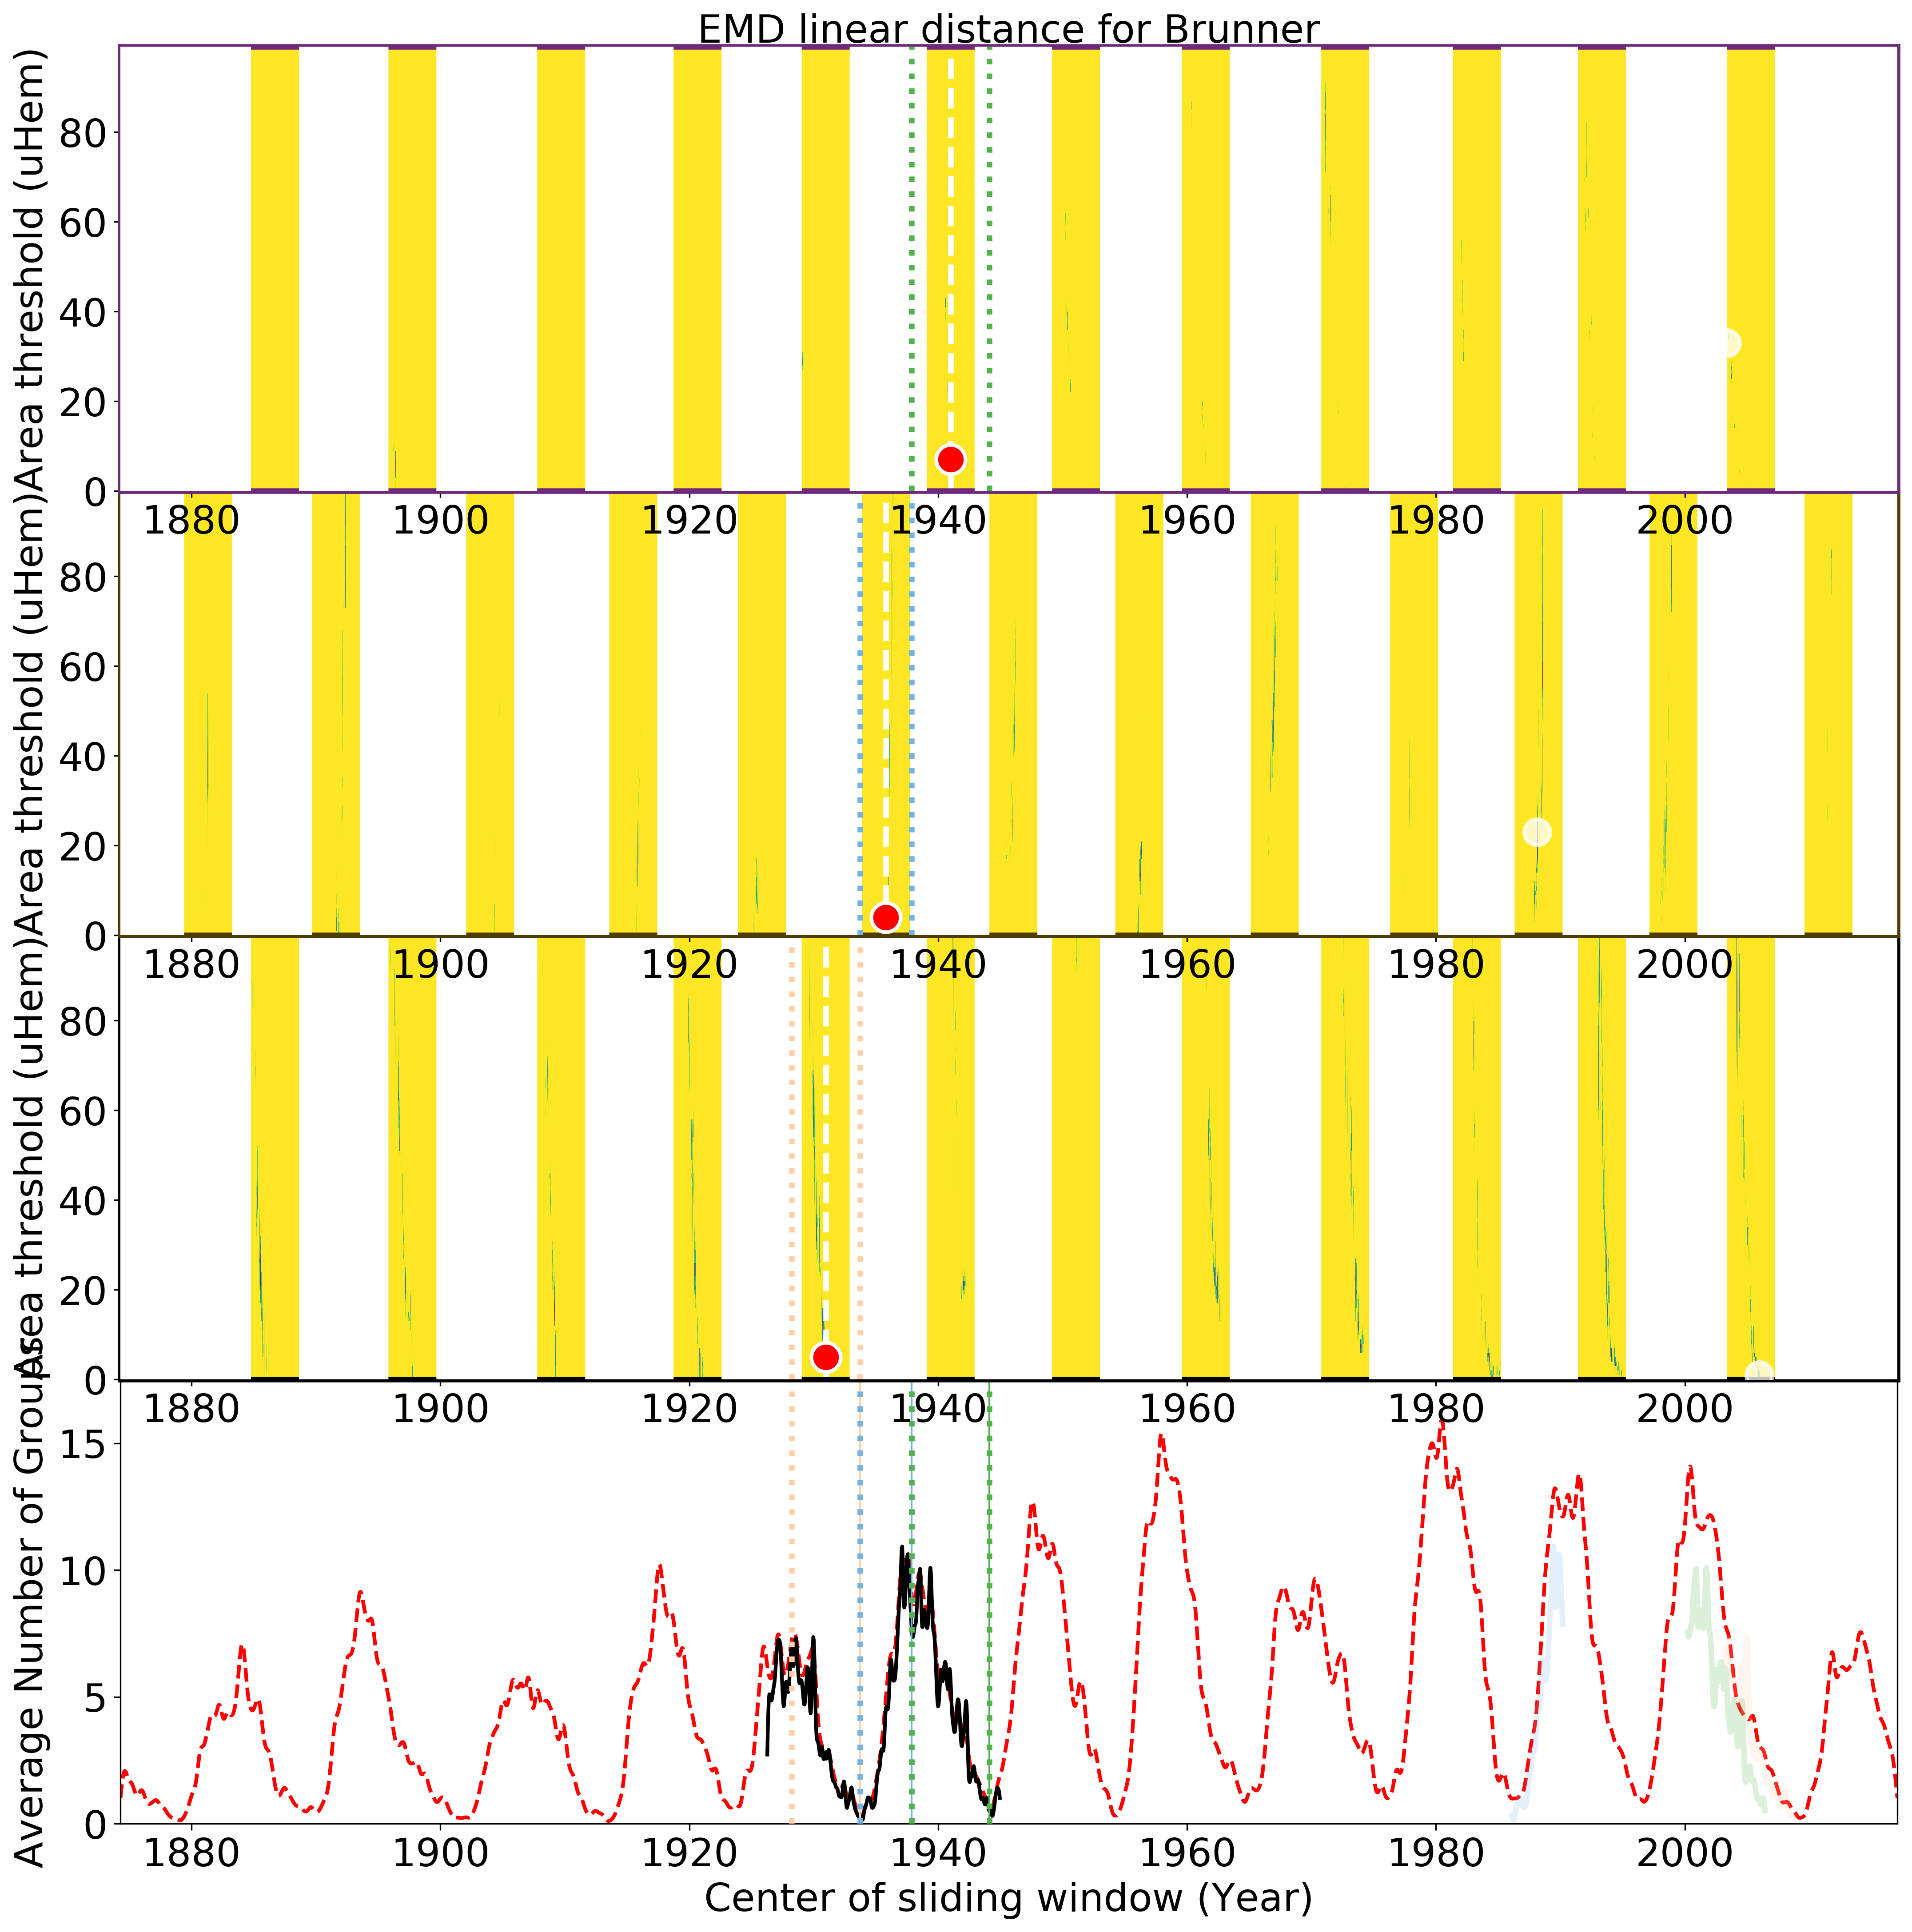 EMD linear distance for Brunner
Area threshold (uHem)
80
60
40
20
0
1880 1900 1920 1940 1960 1980 2000
Area threshold (uHem)
80
60
40
20
0
1880 1900 1920 1940 1960 1980 2000
Area threshold (uHem)
80
60
40
20
0
1880 1900 1920 1940 1960 1980 2000
Average Number of Groups
15
10
5
0
1880 1900 1920 1940 1960 1980 2000
Center of sliding window (Year)